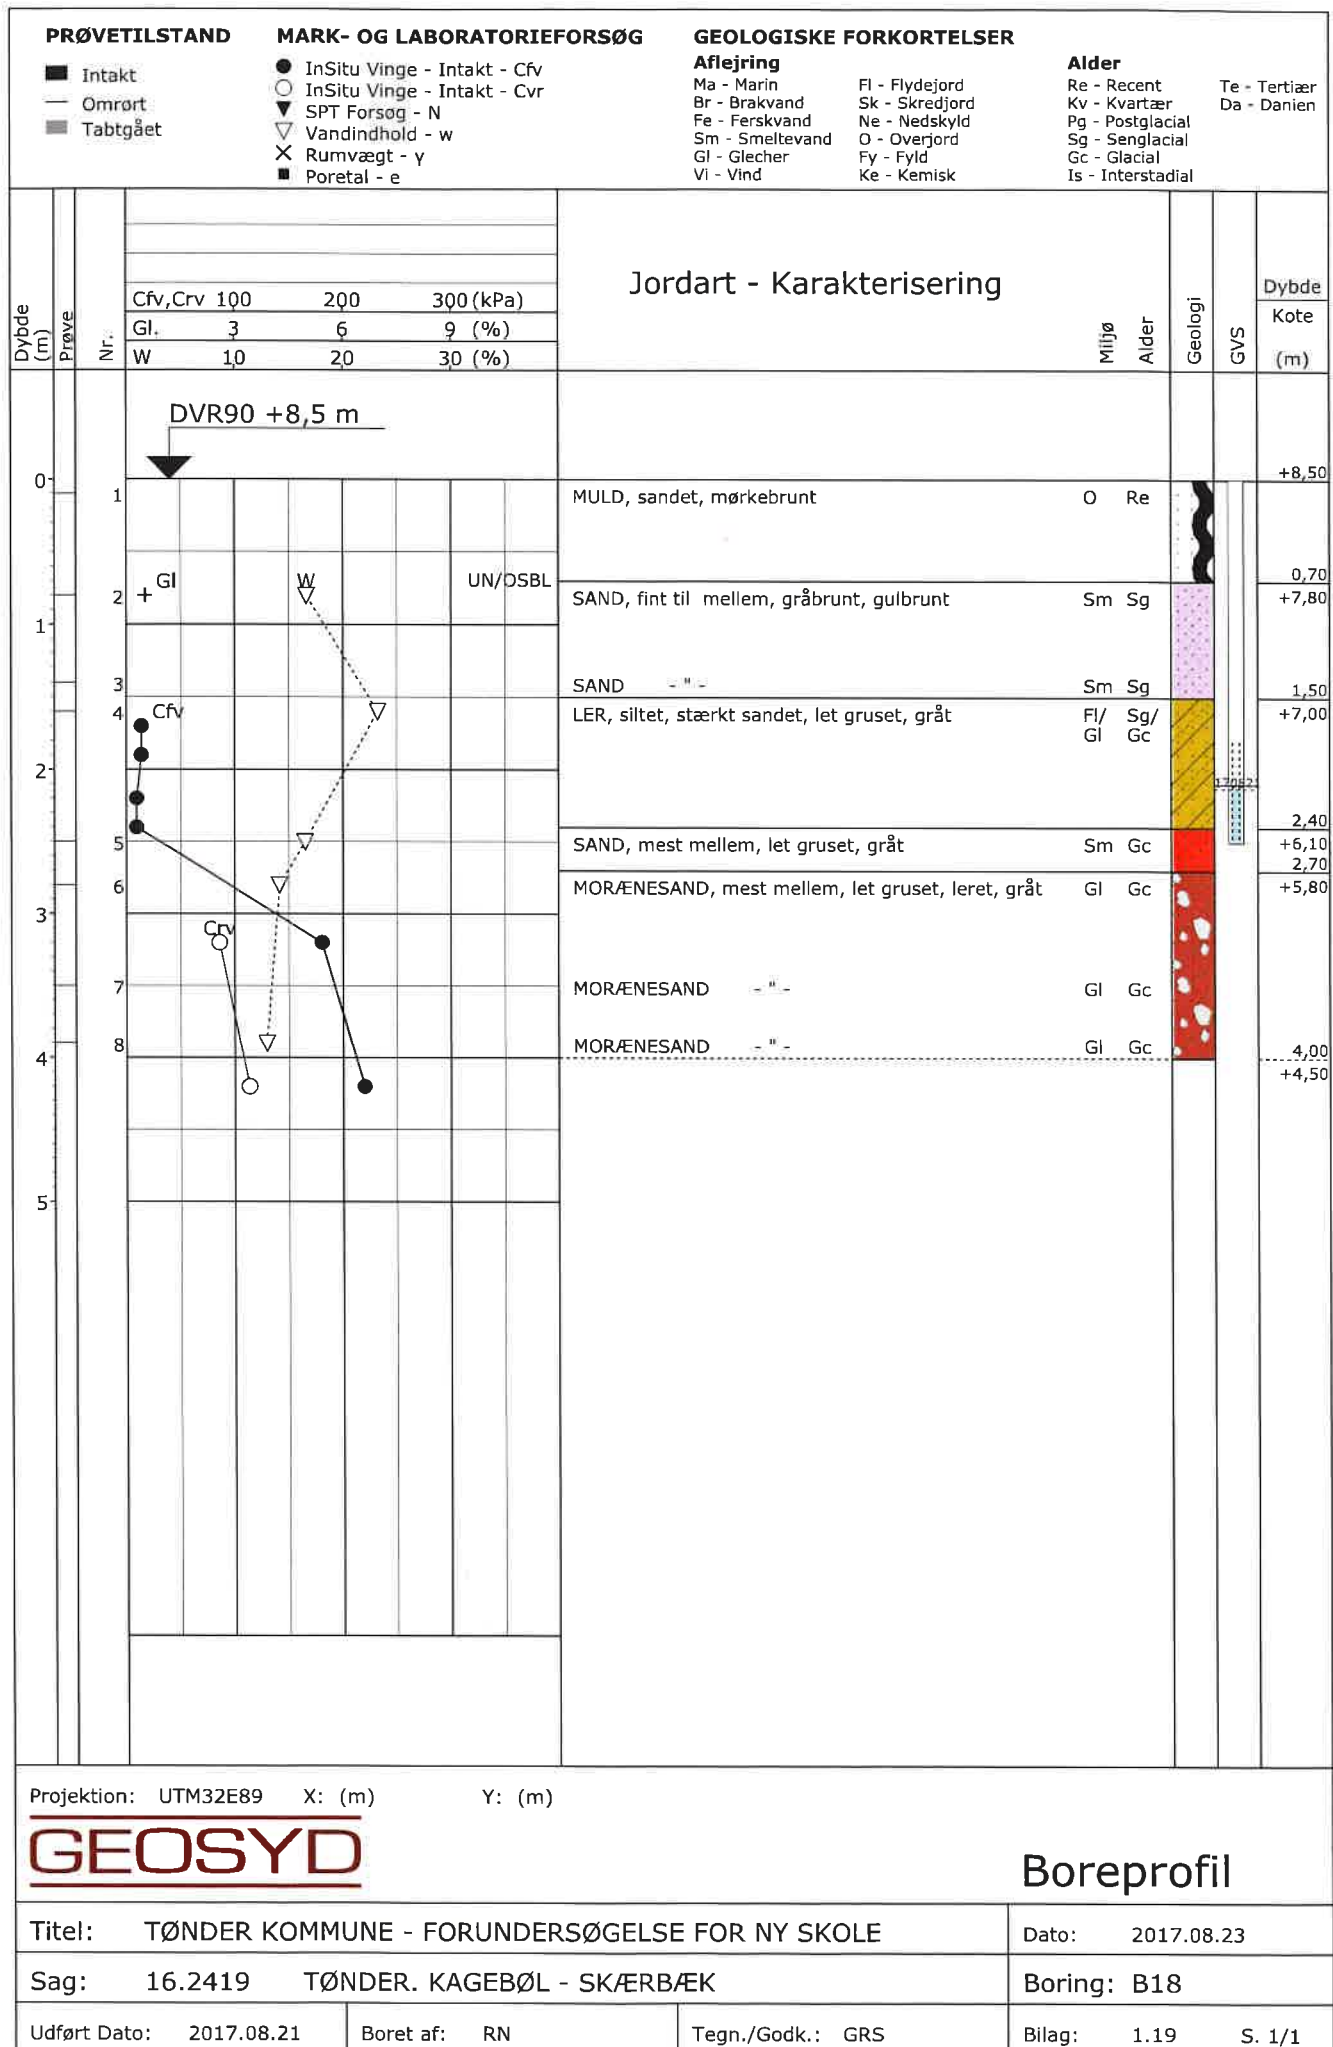 PRØVETILSTAND
Intakt
Omrørt
Tabtgået
MARK- OG LABORATORIEFORSØG
InSitu Vinge - Intakt - Cfv
InSitu Vinge - Intakt - Cvr
SPT Forsøg - N
Vandindhold - w
Rumvægt - γ
Poretal - e
GEOLOGISKE FORKORTELSER
Aflejring
Ma - Marin
Br - Brakvand
Fe - Ferskvand
Sm - Smeltevand
Gl - Glecher
Vi - Vind
Fl - Flydejord
Sk - Skredjord
Ne - Nedskyld
O - Overjord
Fy - Fyld
Ke - Kemisk
Alder
Re - Recent
Kv - Kvartær
Pg - Postglacial
Sg - Senglacial
Gc - Glacial
Is - Interstadial
Te - Tertiær
Da - Danien
Dybde (m)
Prøve
Nr.
Cfv,Crv 100 200 300 (kPa)
Gl. 3 6 9 (%)
W 10 20 30 (%)
Jordart - Karakterisering
Miljø
Alder
Geologi
GVS
Dybde
Kote
(m)
DVR90 +8,5 m
0
+8,50
1 MULD, sandet, mørkebrunt O Re
0,70
2 Gl W UN/OSBL
SAND, fint til mellem, gråbrunt, gulbrunt Sm Sg +7,80
1
3 SAND - " - Sm Sg 1,50
4 Cfv LER, siltet, stærkt sandet, let gruset, gråt Fl/ Sg/ +7,00
Gl Gc
2
2,40
5 SAND, mest mellem, let gruset, gråt Sm Gc +6,10
2,70
6 MORÆNESAND, mest mellem, let gruset, leret, gråt Gl Gc +5,80
3
Crv
7 MORÆNESAND - " - Gl Gc
8 MORÆNESAND - " - Gl Gc 4,00
4
+4,50
5
Projektion: UTM32E89 X: (m) Y: (m)
GEOSYD
Boreprofil
Titel: TØNDER KOMMUNE - FORUNDERSØGELSE FOR NY SKOLE
Dato: 2017.08.23
Sag: 16.2419 TØNDER. KAGEBØL - SKÆRBÆK
Boring: B18
Udført Dato: 2017.08.21
Boret af: RN
Tegn./Godk.: GRS
Bilag: 1.19 S. 1/1